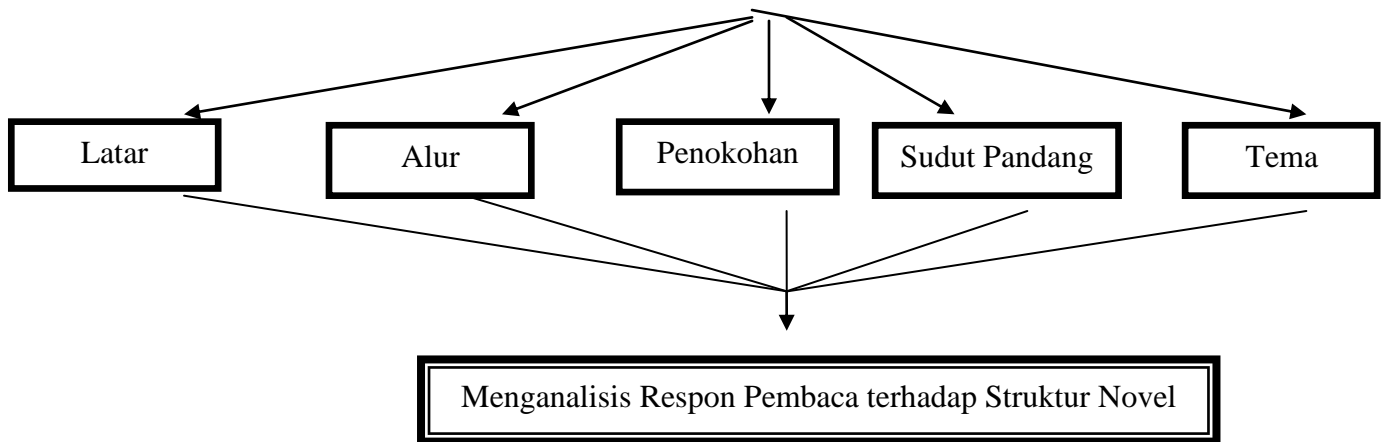 Latar
Alur
Penokohan
Sudut Pandang
Tema
Menganalisis Respon Pembaca terhadap Struktur Novel